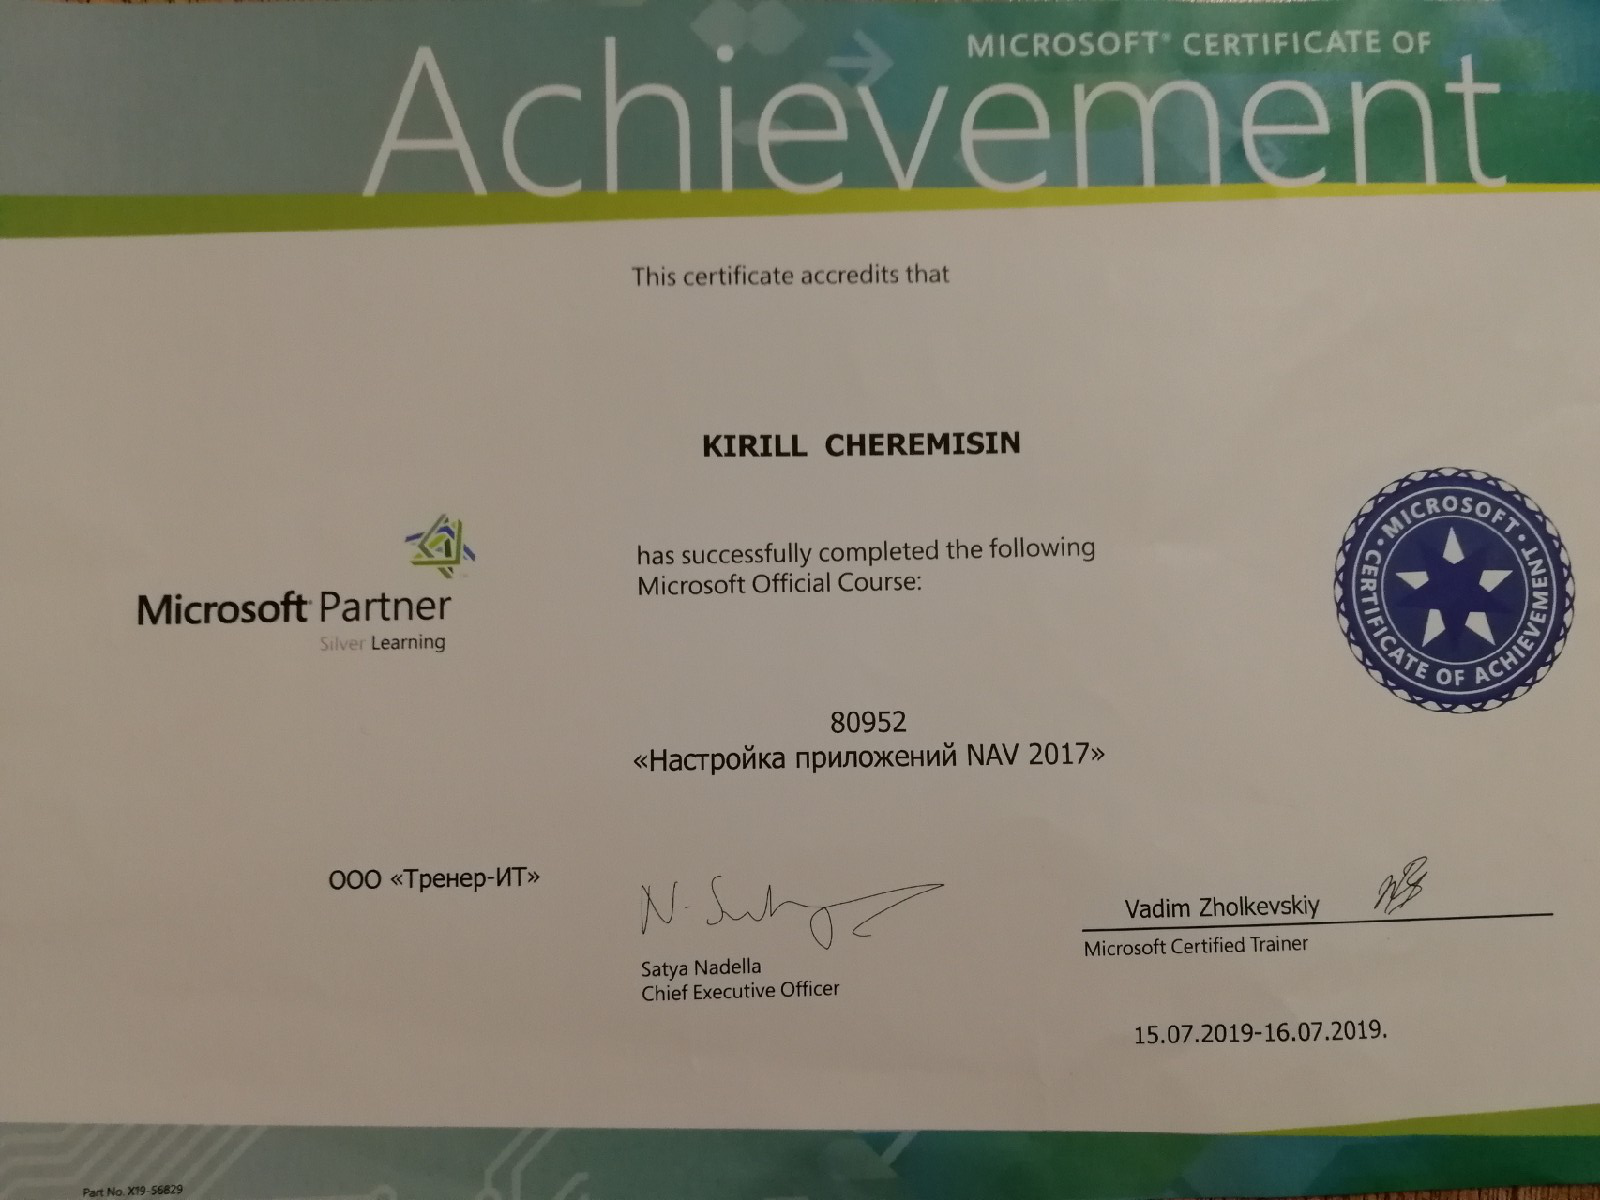 MICROSOFT® CERTIFICATE OF
Achievement
This certificate accredits that
KIRILL CHEREMISIN
Microsoft Partner
Silver Learning
has successfully completed the following
Microsoft Official Course:
• MICROSOFT • CERTIFICATE OF ACHIEVEMENT
80952
«Настройка приложений NAV 2017»
ООО «Тренер-ИТ»
Satya Nadella
Chief Executive Officer
Vadim Zholkevskiy
Microsoft Certified Trainer
15.07.2019-16.07.2019.
Part No. X19-56829